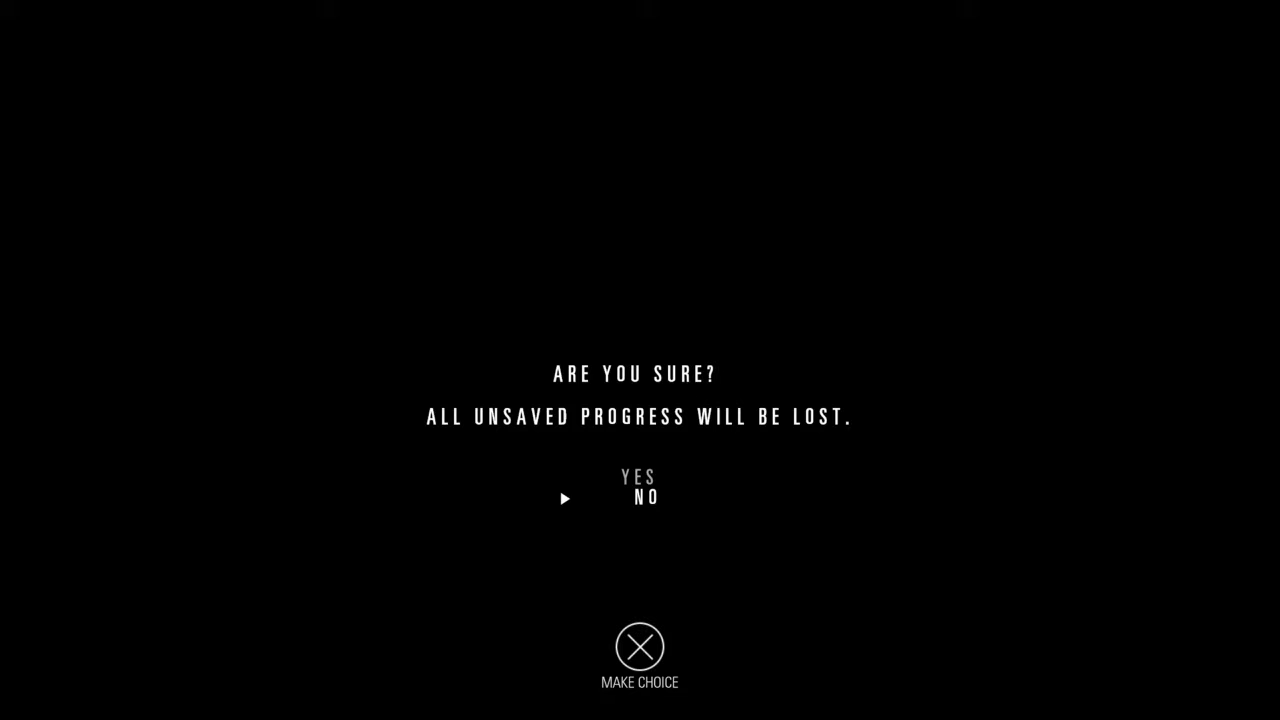 ARE YOU SURE?
ALL UNSAVED PROGRESS WILL BE LOST.
YES
NO
MAKE CHOICE